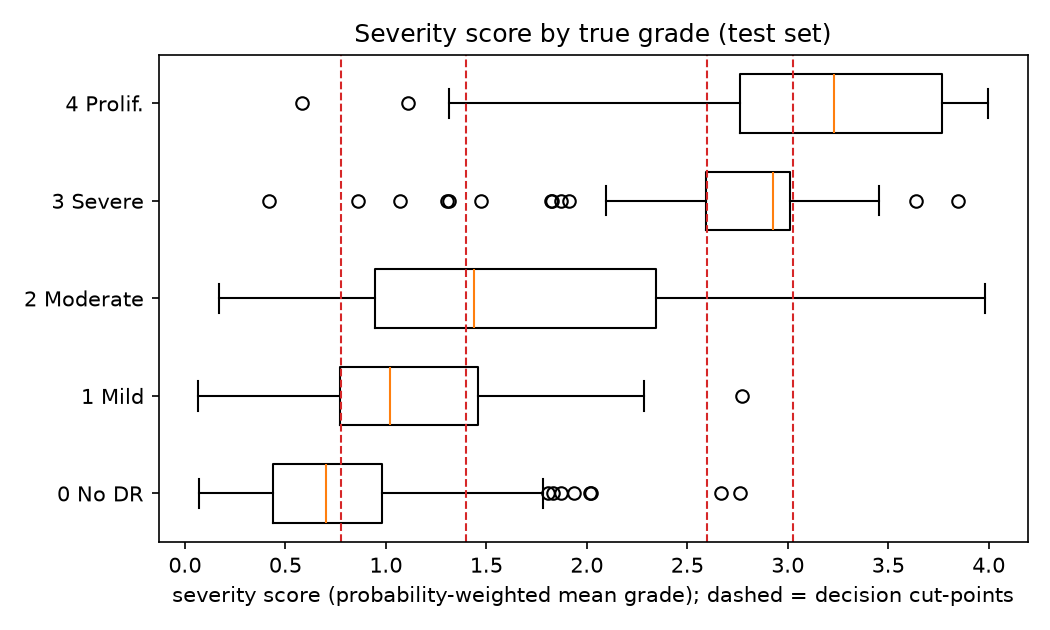 Severity score by true grade (test set)
4 Prolif.
3 Severe
2 Moderate
1 Mild
0 No DR
0.0 0.5 1.0 1.5 2.0 2.5 3.0 3.5 4.0
severity score (probability-weighted mean grade); dashed = decision cut-points